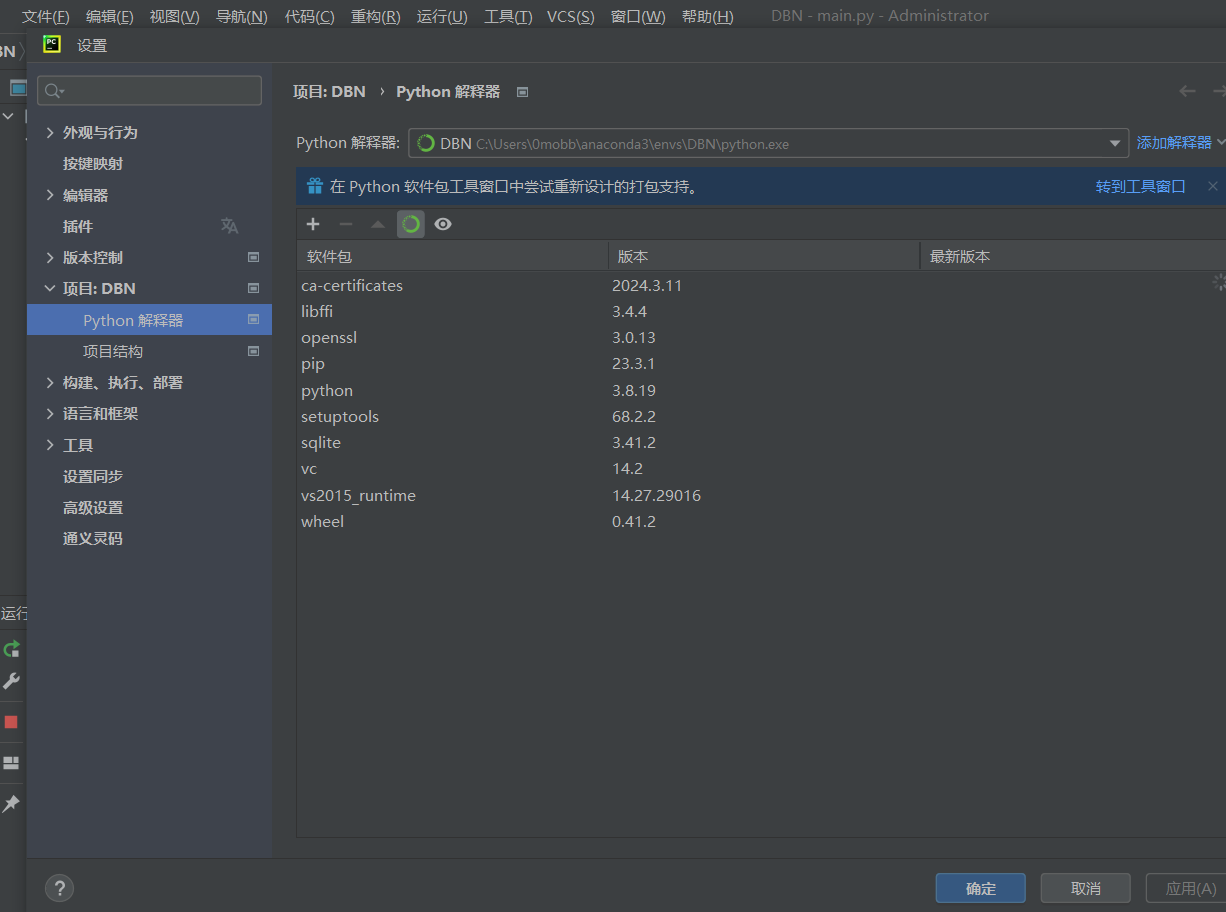 文件(F) 编辑(E) 视图(V) 导航(N) 代码(C) 重构(R) 运行(U) 工具(T) VCS(S) 窗口(W) 帮助(H) DBN - main.py - Administrator
PC 设置
BN
项目: DBN › Python 解释器
外观与行为
Python 解释器: DBN C:\Users\0mobb\anaconda3\envs\DBN\python.exe 添加解释器
按键映射
在 Python 软件包工具窗口中尝试重新设计的打包支持。 转到工具窗口
编辑器
插件
软件包 版本 最新版本
版本控制
ca-certificates 2024.3.11
项目: DBN
libffi 3.4.4
Python 解释器
openssl 3.0.13
项目结构
pip 23.3.1
构建、执行、部署
python 3.8.19
语言和框架
setuptools 68.2.2
工具
sqlite 3.41.2
设置同步
vc 14.2
高级设置
vs2015_runtime 14.27.29016
通义灵码
wheel 0.41.2
运行
? 确定 取消 应用(A)